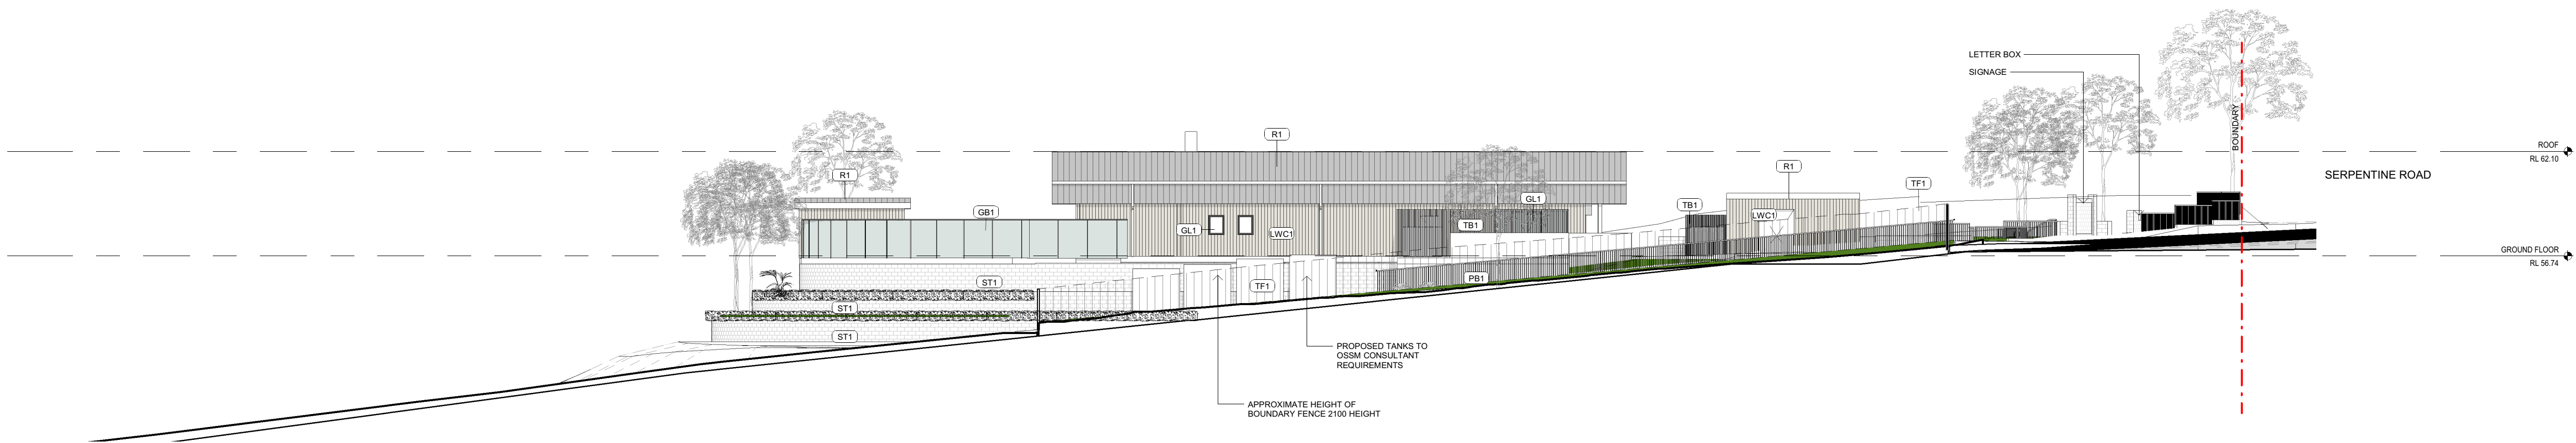 LETTER BOX
SIGNAGE
BOUNDARY
R1
ROOF
RL 62.10
R1
R1
SERPENTINE ROAD
TF1
GL1
TB1
GB1
LWC1
TB1
GL1
LWC1
GROUND FLOOR
RL 56.74
PB1
ST1
TF1
ST1
ST1
PROPOSED TANKS TO
OSSM CONSULTANT
REQUIREMENTS
APPROXIMATE HEIGHT OF
BOUNDARY FENCE 2100 HEIGHT